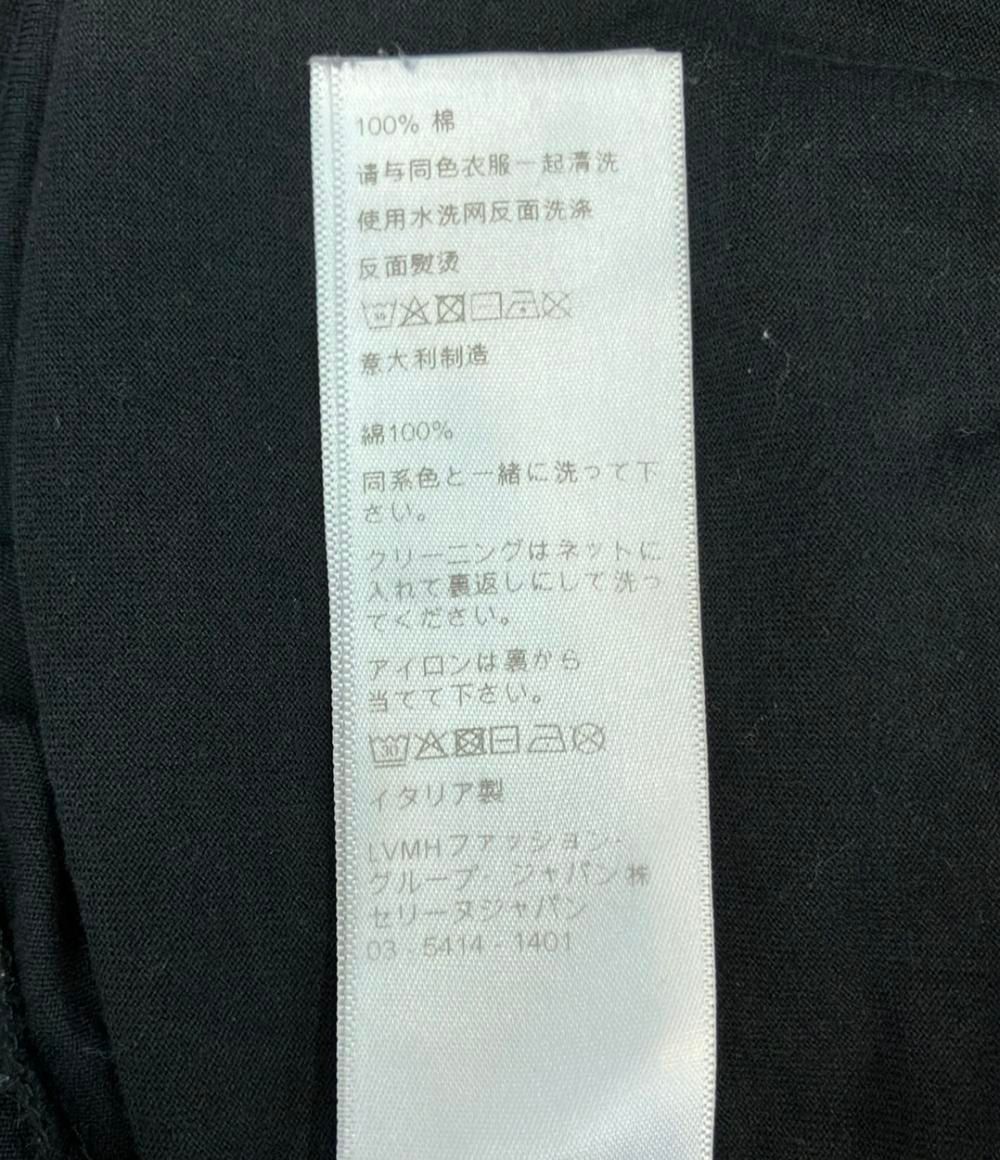 100% 棉
请与同色衣服一起清洗
使用水洗网反面洗涤
反面熨烫
意大利制造
綿100%
同系色と一緒に洗って下
さい。
クリーニングはネットに
入れて裏返しにして洗っ
てください。
アイロンは裏から
当てて下さい。
30
イタリア製
LVMHファッション・
グループ・ジャパン株
セリーヌジャパン
03 - 5414 - 1401